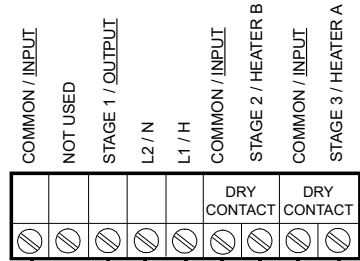 COMMON / INPUT
NOT USED
STAGE 1 / OUTPUT
L2 / N
L1 / H
COMMON / INPUT
STAGE 2 / HEATER B
COMMON / INPUT
STAGE 3 / HEATER A
DRY CONTACT
DRY CONTACT